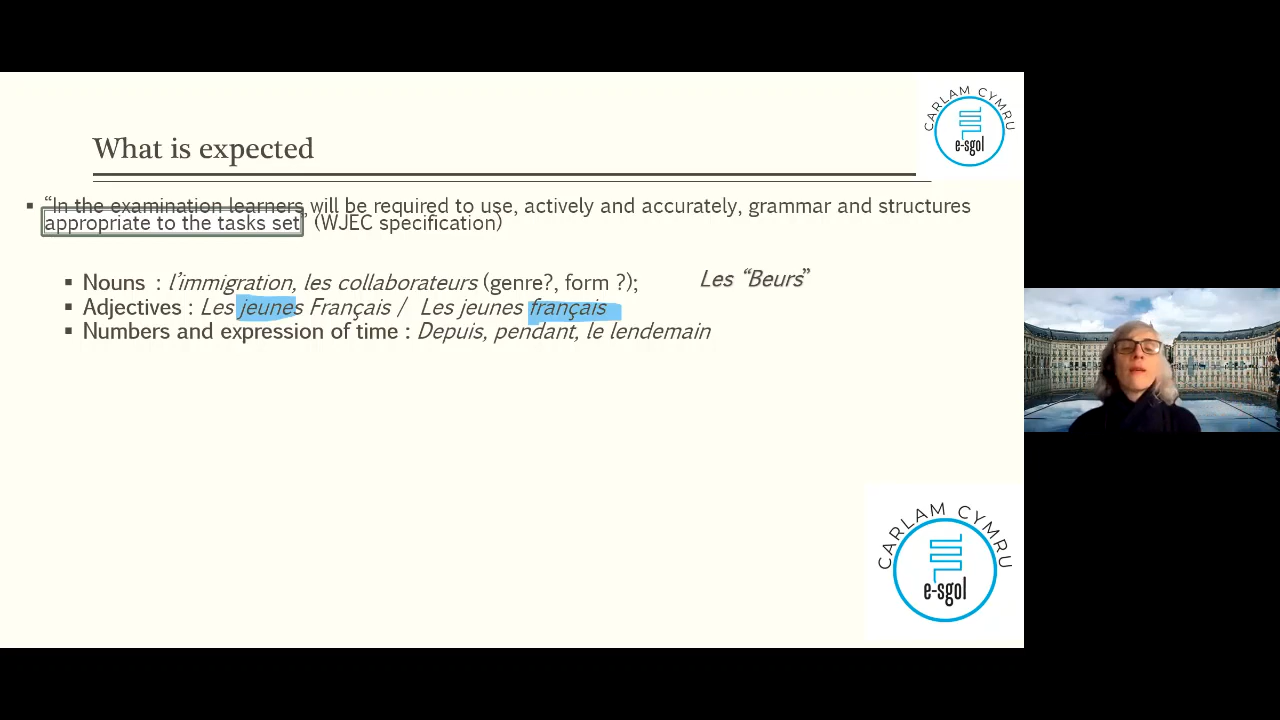 CARLAM CYMRU
e-sgol
What is expected
▪ “In the examination learners will be required to use, actively and accurately, grammar and structures
appropriate to the tasks set” (WJEC specification)
▪ Nouns : l’immigration, les collaborateurs (genre?, form ?); Les “Beurs”
▪ Adjectives : Les jeunes Français / Les jeunes français
▪ Numbers and expression of time : Depuis, pendant, le lendemain
CARLAM CYMRU
e-sgol